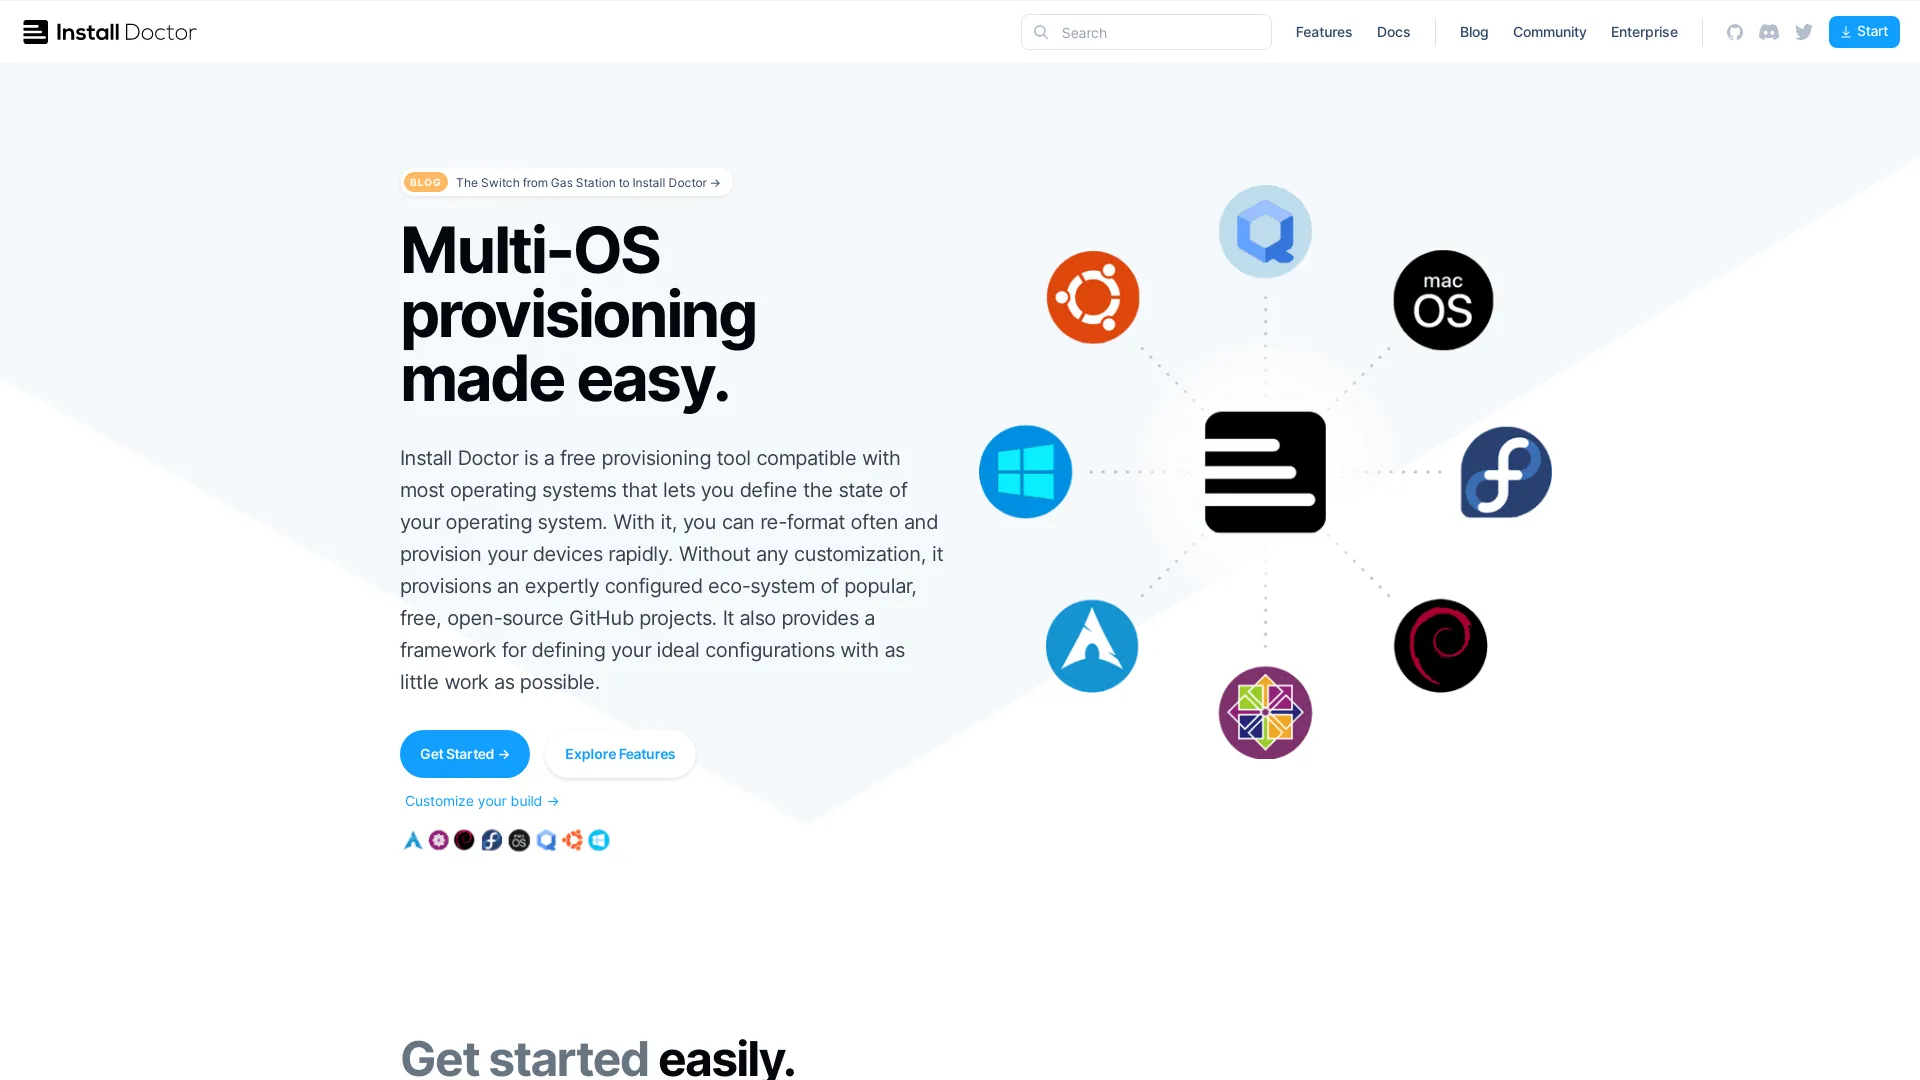 Install Doctor
Search
Features
Docs
Blog
Community
Enterprise
Start
BLOG
The Switch from Gas Station to Install Doctor →
Multi-OS
provisioning
made easy.
Install Doctor is a free provisioning tool compatible with
most operating systems that lets you define the state of
your operating system. With it, you can re-format often and
provision your devices rapidly. Without any customization, it
provisions an expertly configured eco-system of popular,
free, open-source GitHub projects. It also provides a
framework for defining your ideal configurations with as
little work as possible.
Get Started →
Explore Features
Customize your build →
mac
OS
mac
OS
Get started easily.